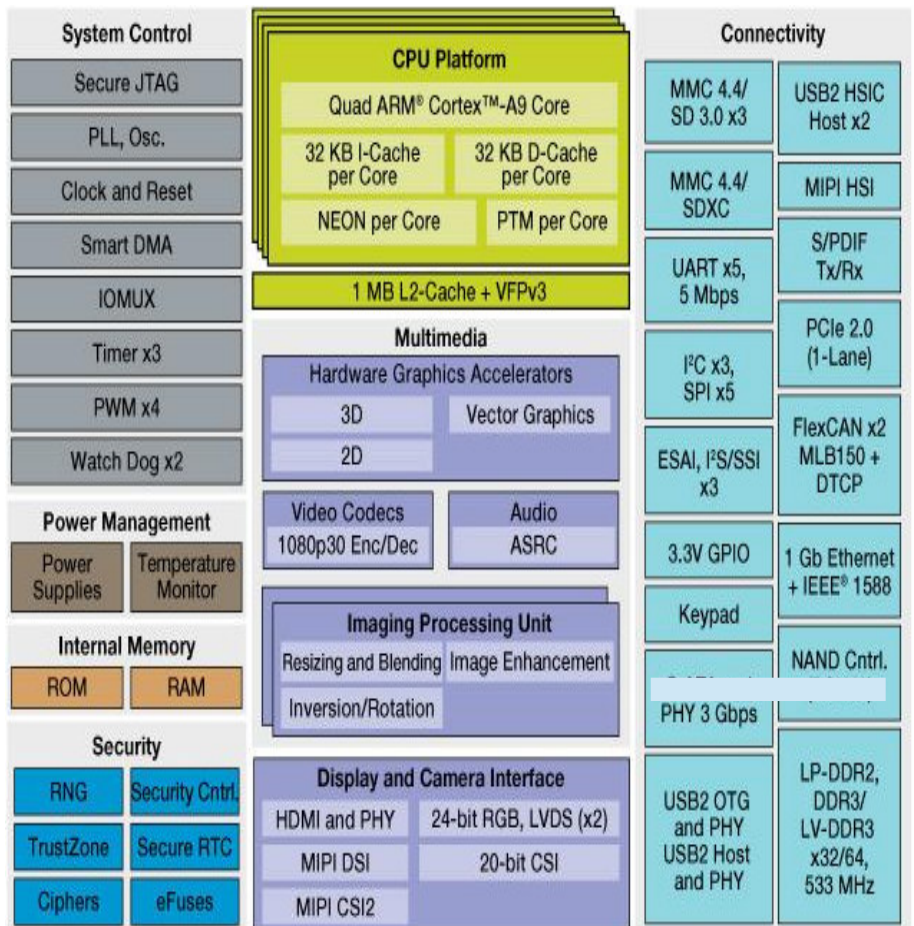 System Control
Secure JTAG
PLL, Osc.
Clock and Reset
Smart DMA
IOMUX
Timer x3
PWM x4
Watch Dog x2
Power Management
Power
Supplies
Temperature
Monitor
Internal Memory
ROM
RAM
Security
RNG
Security Cntrl.
TrustZone
Secure RTC
Ciphers
eFuses
CPU Platform
Quad ARM® Cortex™-A9 Core
32 KB I-Cache
per Core
32 KB D-Cache
per Core
NEON per Core
PTM per Core
1 MB L2-Cache + VFPv3
Multimedia
Hardware Graphics Accelerators
3D
Vector Graphics
2D
Video Codecs
1080p30 Enc/Dec
Audio
ASRC
Imaging Processing Unit
Resizing and Blending
Image Enhancement
Inversion/Rotation
Display and Camera Interface
HDMI and PHY
24-bit RGB, LVDS (x2)
MIPI DSI
20-bit CSI
MIPI CSI2
Connectivity
MMC 4.4/
SD 3.0 x3
MMC 4.4/
SDXC
UART x5,
5 Mbps
I²C x3,
SPI x5
ESAI, I²S/SSI
x3
3.3V GPIO
Keypad
PHY 3 Gbps
USB2 OTG
and PHY
USB2 Host
and PHY
USB2 HSIC
Host x2
MIPI HSI
S/PDIF
Tx/Rx
PCIe 2.0
(1-Lane)
FlexCAN x2
MLB150 +
DTCP
1 Gb Ethernet
+ IEEE® 1588
NAND Cntrl.
LP-DDR2,
DDR3/
LV-DDR3
x32/64,
533 MHz